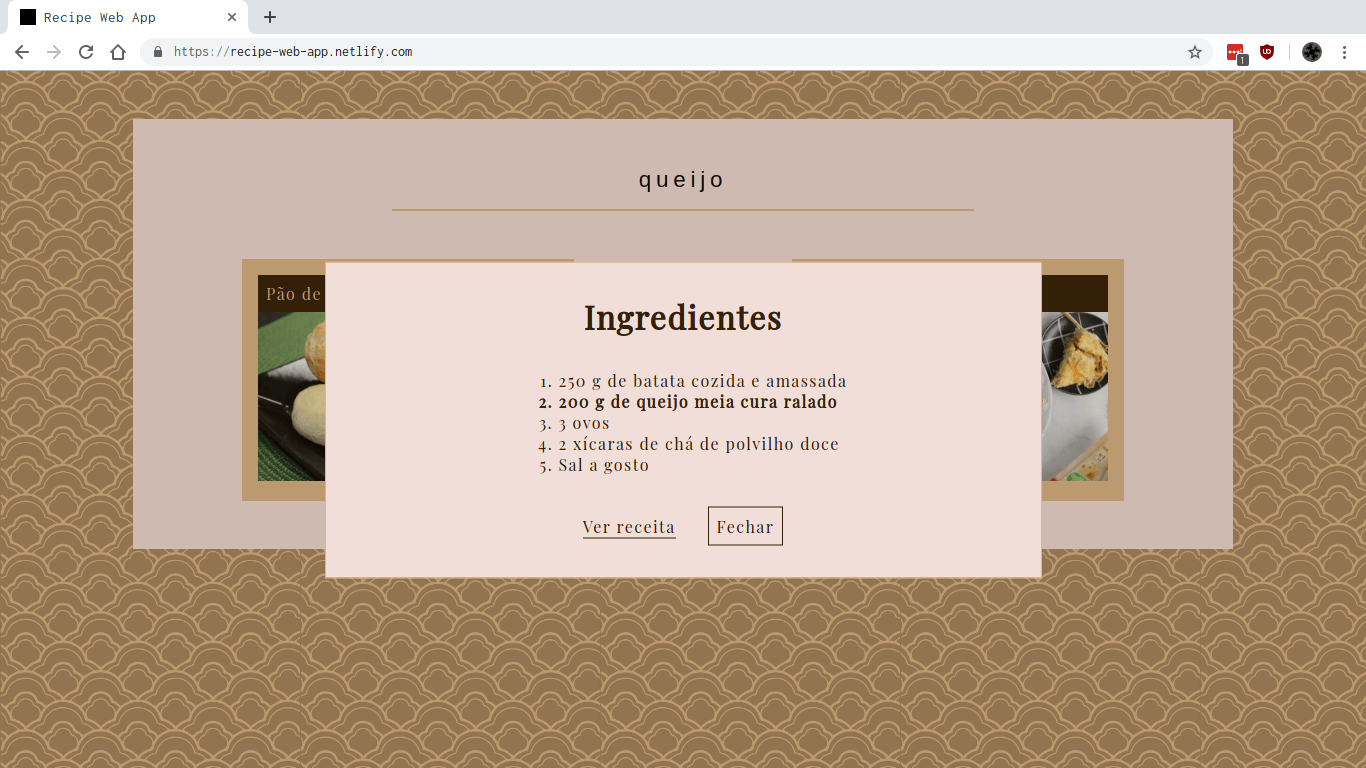 Recipe Web App
https://recipe-web-app.netlify.com
1
queijo
Pão de
Ingredientes
1. 250 g de batata cozida e amassada
2. 200 g de queijo meia cura ralado
3. 3 ovos
4. 2 xícaras de chá de polvilho doce
5. Sal a gosto
Ver receita
Fechar